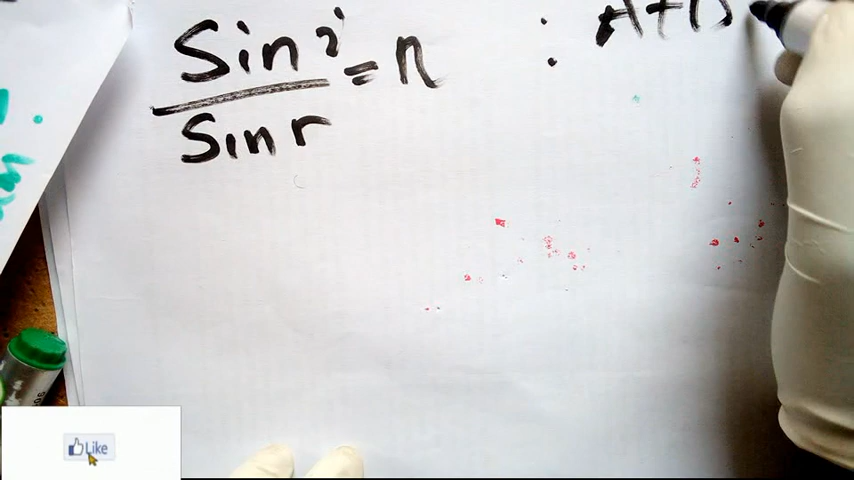 Sin i
Sin r
= n
: A+D
Like